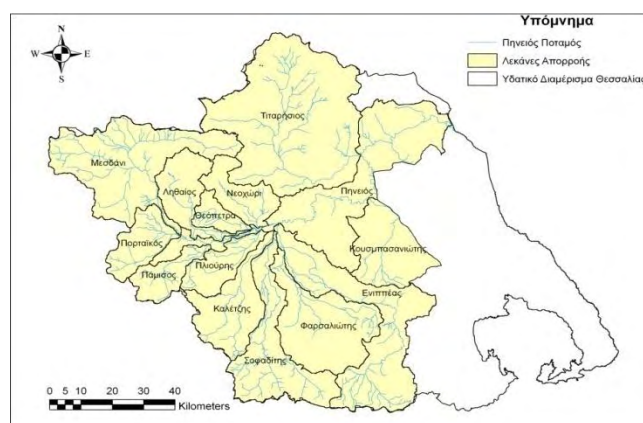 Υπόμνημα
Πηνειός Ποταμός
Λεκάνες Απορροής
Υδατικό Διαμέρισμα Θεσσαλίας
N
W E
S
Τιταρήσιος
Μεσδάνι
Ληθαίος
Νεοχώρι
Θεόπετρα
Πηνειός
Πορταϊκός
Κουσμπασανιώτης
Πάμισος
Πλιούρης
Ενιππέας
Καλέτζης
Φαρσαλιώτης
Σοφαδίτης
0 5 10 20 30 40
Kilometers